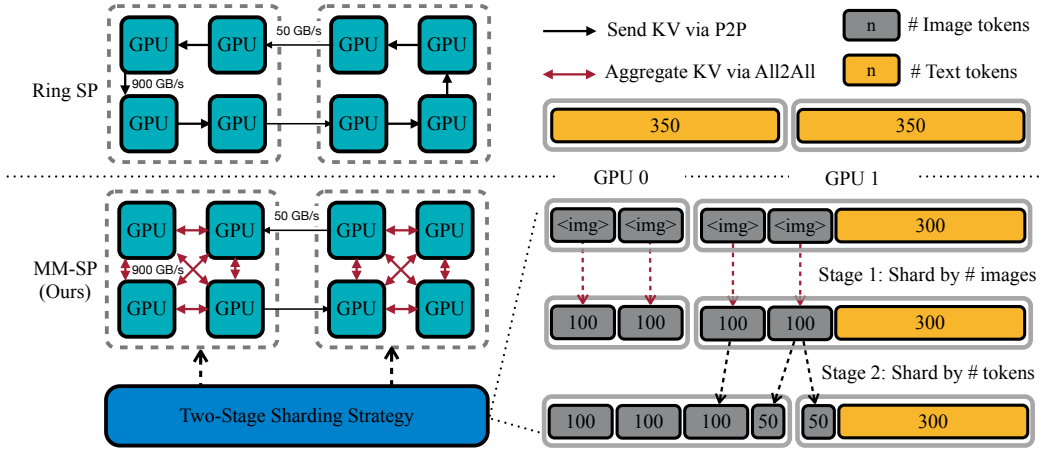 GPU GPU 50 GB/s GPU GPU
Ring SP 900 GB/s
GPU GPU GPU GPU
Send KV via P2P
Aggregate KV via All2All
n # Image tokens
n # Text tokens
350 350
GPU 0 GPU 1
GPU GPU 50 GB/s GPU GPU
MM-SP
(Ours)
900 GB/s
GPU GPU GPU GPU
Two-Stage Sharding Strategy
<img> <img> <img> <img> 300
Stage 1: Shard by # images
100 100 100 100 300
Stage 2: Shard by # tokens
100 100 100 50 50 300